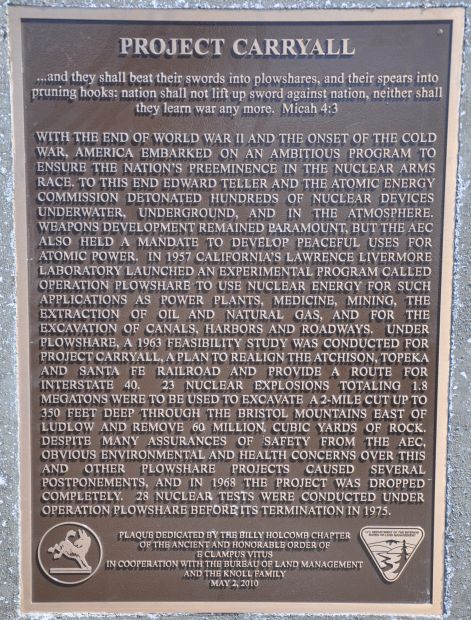 PROJECT CARRYALL
...and they shall beat their swords into plowshares, and their spears into
pruning hooks: nation shall not lift up sword against nation, neither shall
they learn war any more. Micah 4:3
WITH THE END OF WORLD WAR II AND THE ONSET OF THE COLD
WAR, AMERICA EMBARKED ON AN AMBITIOUS PROGRAM TO
ENSURE THE NATION'S PREEMINENCE IN THE NUCLEAR ARMS
RACE. TO THIS END EDWARD TELLER AND THE ATOMIC ENERGY
COMMISSION DETONATED HUNDREDS OF NUCLEAR DEVICES
UNDERWATER, UNDERGROUND, AND IN THE ATMOSPHERE.
WEAPONS DEVELOPMENT REMAINED PARAMOUNT, BUT THE AEC
ALSO HELD A MANDATE TO DEVELOP PEACEFUL USES FOR
ATOMIC POWER. IN 1957 CALIFORNIA'S LAWRENCE LIVERMORE
LABORATORY LAUNCHED AN EXPERIMENTAL PROGRAM CALLED
OPERATION PLOWSHARE TO USE NUCLEAR ENERGY FOR SUCH
APPLICATIONS AS POWER PLANTS, MEDICINE, MINING, THE
EXTRACTION OF OIL AND NATURAL GAS, AND FOR THE
EXCAVATION OF CANALS, HARBORS AND ROADWAYS. UNDER
PLOWSHARE, A 1963 FEASIBILITY STUDY WAS CONDUCTED FOR
PROJECT CARRYALL, A PLAN TO REALIGN THE ATCHISON, TOPEKA
AND SANTA FE RAILROAD AND PROVIDE A ROUTE FOR
INTERSTATE 40. 23 NUCLEAR EXPLOSIONS TOTALING 1.8
MEGATONS WERE TO BE USED TO EXCAVATE A 2-MILE CUT UP TO
350 FEET DEEP THROUGH THE BRISTOL MOUNTAINS EAST OF
LUDLOW AND REMOVE 60 MILLION CUBIC YARDS OF ROCK.
DESPITE MANY ASSURANCES OF SAFETY FROM THE AEC,
OBVIOUS ENVIRONMENTAL AND HEALTH CONCERNS OVER THIS
AND OTHER PLOWSHARE PROJECTS CAUSED SEVERAL
POSTPONEMENTS, AND IN 1968 THE PROJECT WAS DROPPED
COMPLETELY. 28 NUCLEAR TESTS WERE CONDUCTED UNDER
OPERATION PLOWSHARE BEFORE ITS TERMINATION IN 1975.
PLAQUE DEDICATED BY THE BILLY HOLCOMB CHAPTER
OF THE ANCIENT AND HONORABLE ORDER OF
E CLAMPUS VITUS
IN COOPERATION WITH THE BUREAU OF LAND MANAGEMENT
AND THE KNOLL FAMILY
MAY 2, 2010
U.S. DEPARTMENT OF THE INTERIOR
BUREAU OF LAND MANAGEMENT